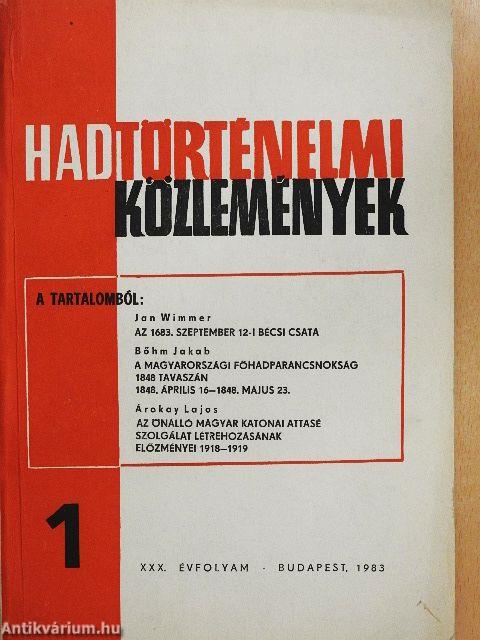 HADTÖRTÉNELMI
KÖZLEMÉNYEK
A TARTALOMBÓL:
Jan Wimmer
AZ 1683. SZEPTEMBER 12-I BÉCSI CSATA
Bőhm Jakab
A MAGYARORSZÁGI FŐHADPARANCSNOKSÁG
1848 TAVASZÁN
1848. ÁPRILIS 16–1848. MÁJUS 23.
Árokay Lajos
AZ ÖNÁLLÓ MAGYAR KATONAI ATTASÉ
SZOLGÁLAT LÉTREHOZÁSÁNAK
ELŐZMÉNYEI 1918–1919
1
XXX. ÉVFOLYAM · BUDAPEST, 1983
Antikvárium.hu